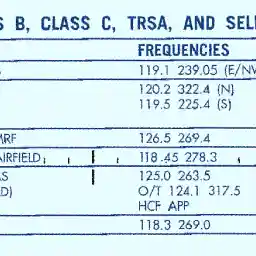 B, CLASS C, TRSA, AND
FREQUENCIES
119.1 239.05
120.2 322.4 (N)
119.5 225.4 (S)
MRF 126.5 269.4
AIRFIELD 118.45 278.3
125.0 263.5
O/T 124.1 317.5
HCF APP
118.3 269.0